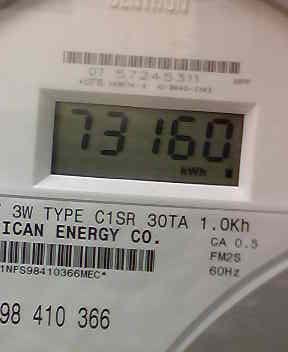 CENTRON
07 57245311
73160
kWh
3W TYPE C1SR 30TA 1.0Kh
ICAN ENERGY CO.
CA 0.5
FM2S
60Hz
1NFS98410366MEC*
98 410 366